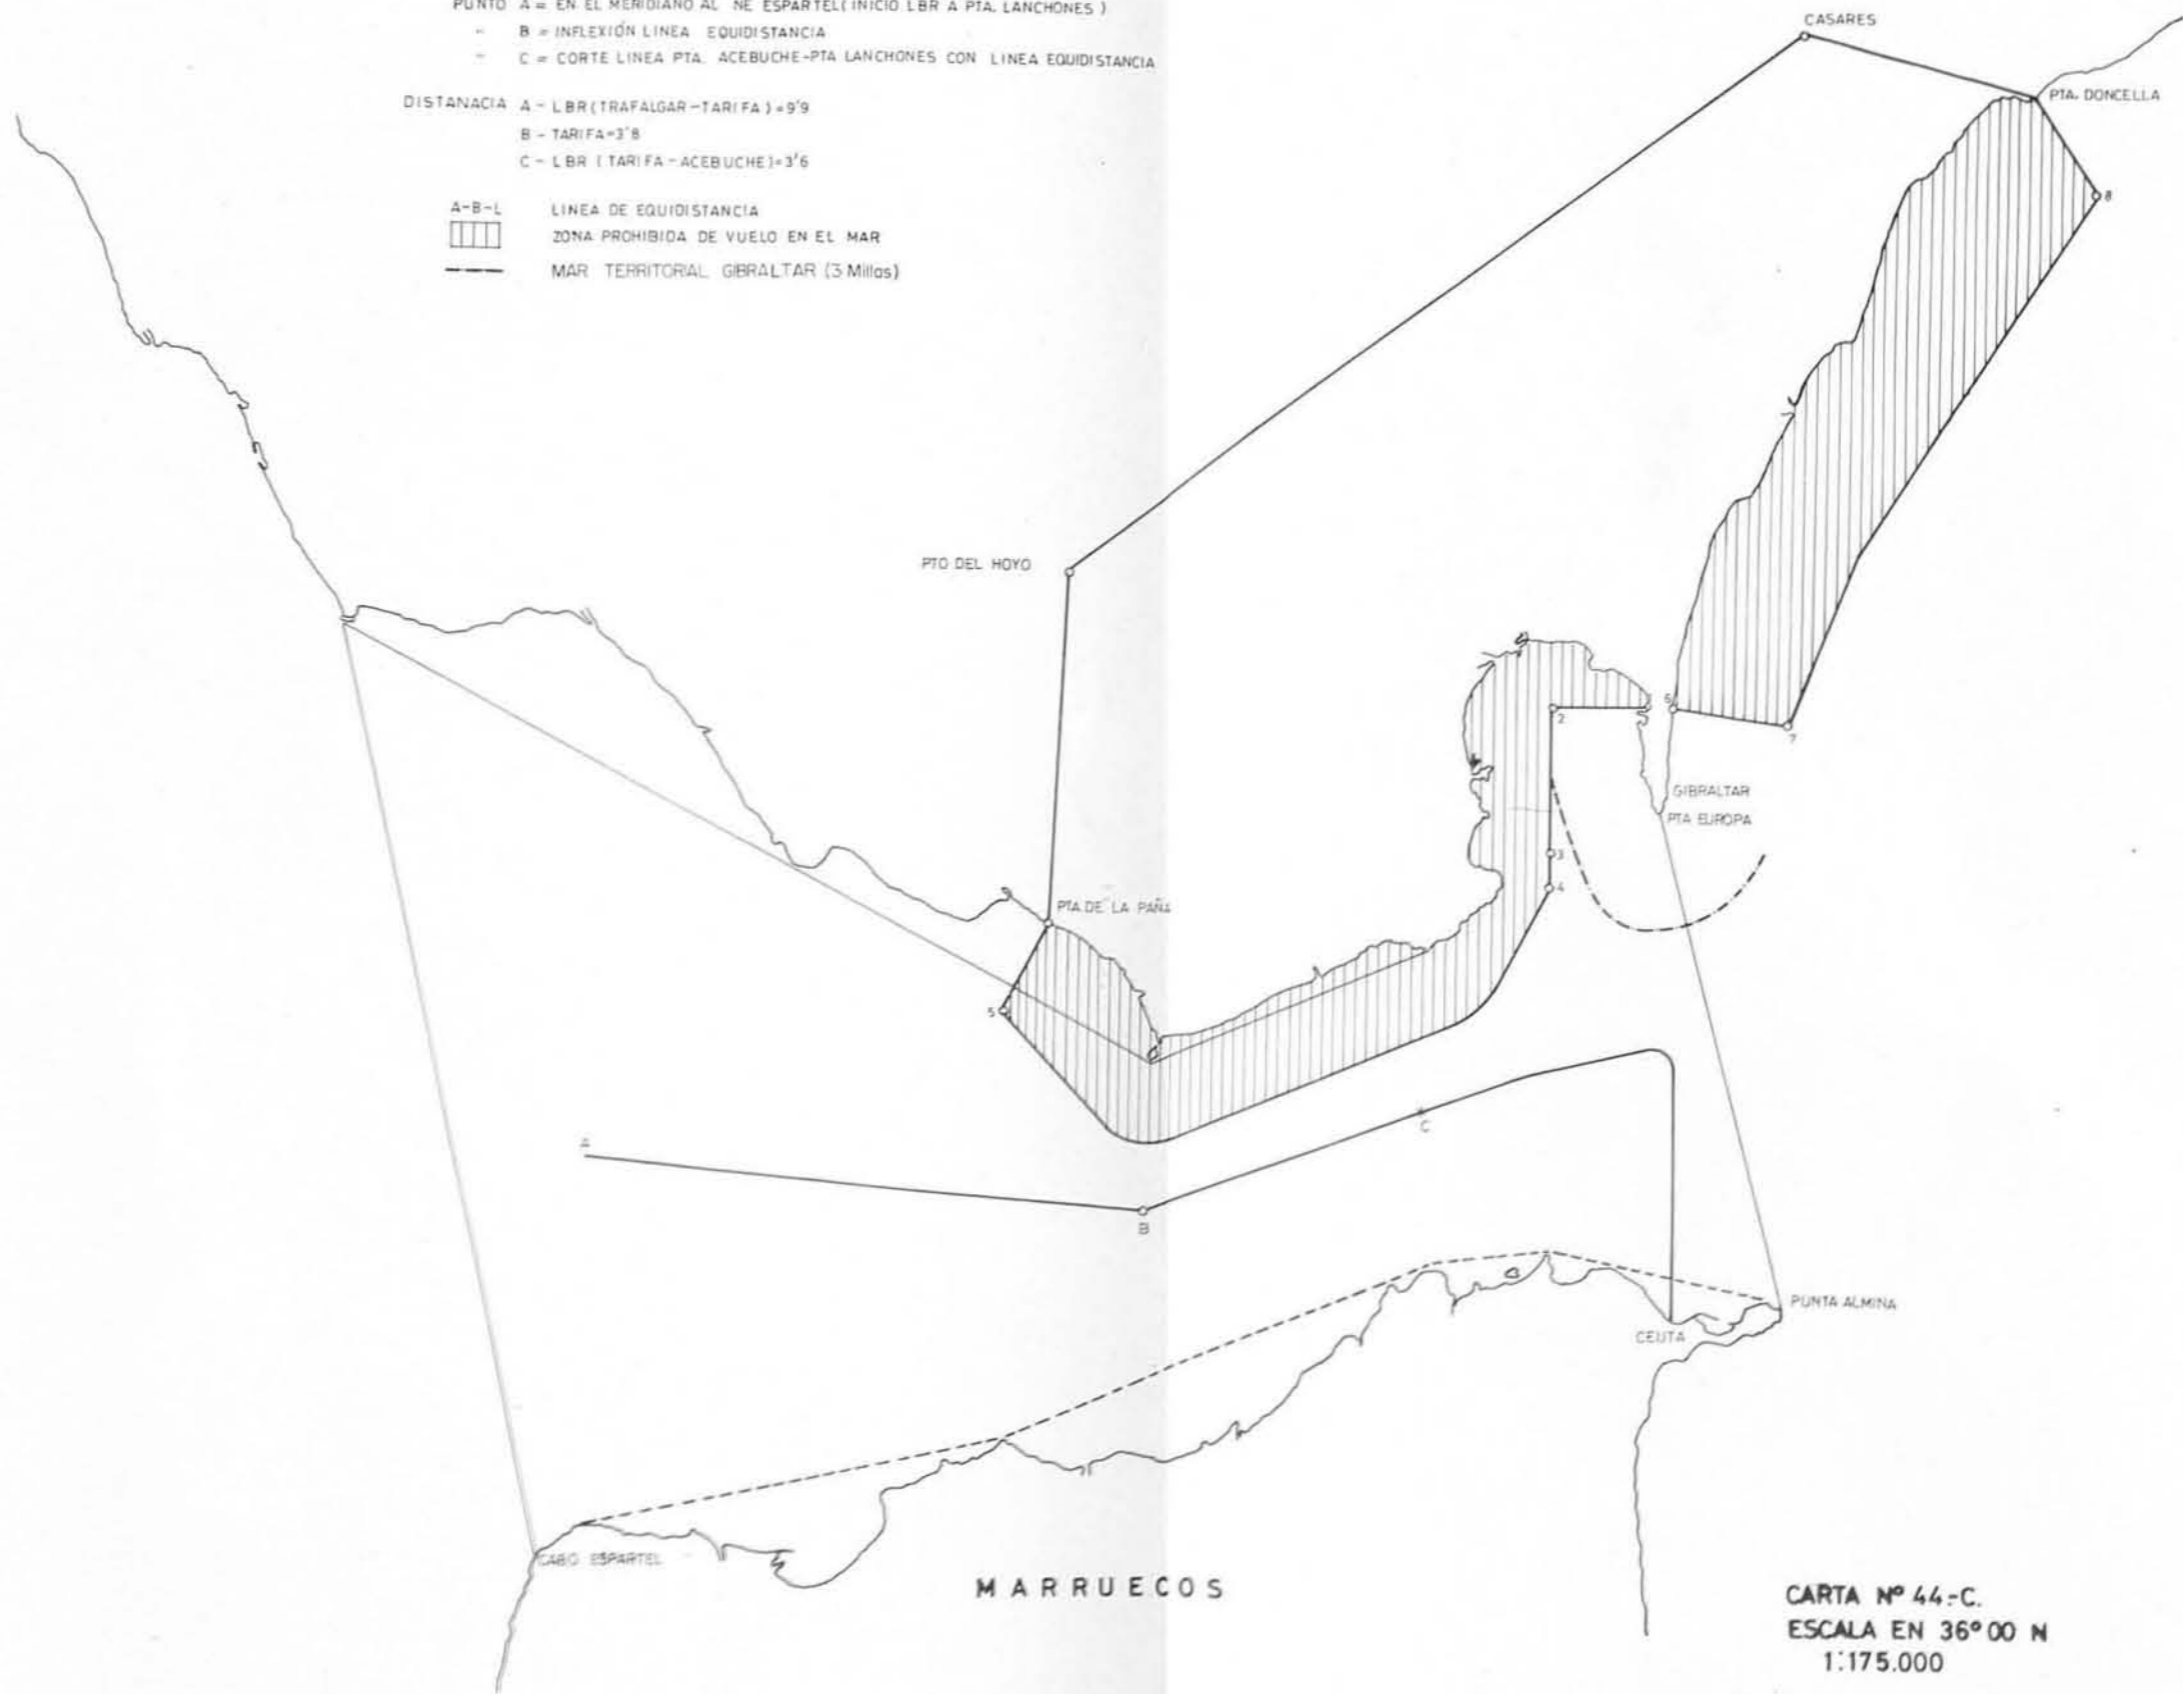 PUNTO A = EN EL MERIDIANO AL NE ESPARTEL (INICIO LBR A PTA. LANCHONES)
" B = INFLEXIÓN LINEA EQUIDISTANCIA
" C = CORTE LINEA PTA. ACEBUCHE-PTA LANCHONES CON LINEA EQUIDISTANCIA
DISTANACIA A - LBR (TRAFALGAR-TARIFA) = 9'9
B - TARIFA = 3'8
C - LBR (TARIFA-ACEBUCHE) = 3'6
A-B-L LINEA DE EQUIDISTANCIA
ZONA PROHIBIDA DE VUELO EN EL MAR
MAR TERRITORIAL GIBRALTAR (3 Millas)
CASARES
PTA. DONCELLA
8
PTO DEL HOYO
6
2
7
GIBRALTAR
PTA EUROPA
3
4
PTA DE LA PAÑA
5
A
C
B
PUNTA ALMINA
CEUTA
CABO ESPARTEL
MARRUECOS
CARTA Nº 44-C.
ESCALA EN 36º 00 N
1:175.000